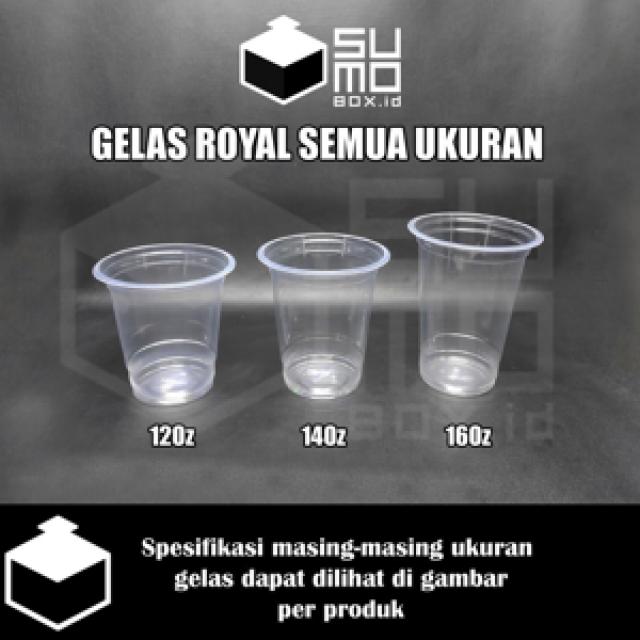 SUMO
BOX.id
GELAS ROYAL SEMUA UKURAN
12Oz
14Oz
16Oz
Spesifikasi masing-masing ukuran
gelas dapat dilihat di gambar
per produk